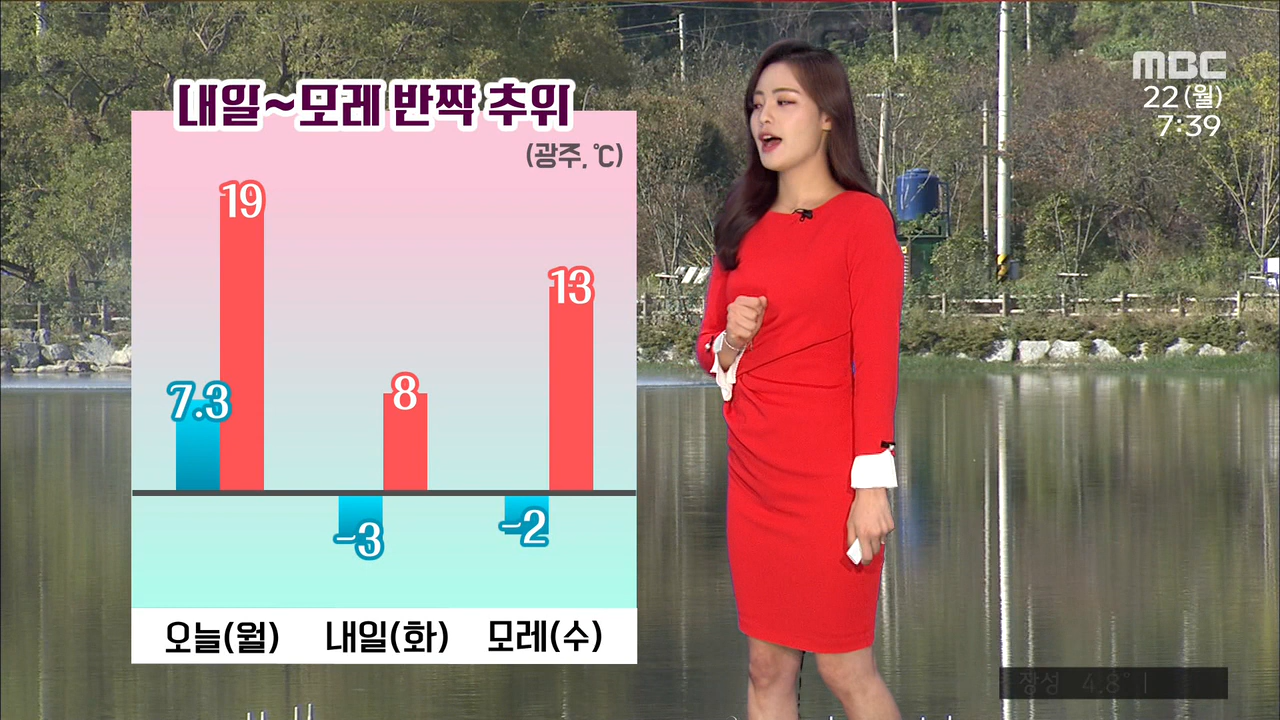 내일~모레 반짝 추위
(광주, ℃)
19
7.3
8
-3
13
-2
오늘(월) 내일(화) 모레(수)
MBC
22(월)
7:39
장성 4.8°